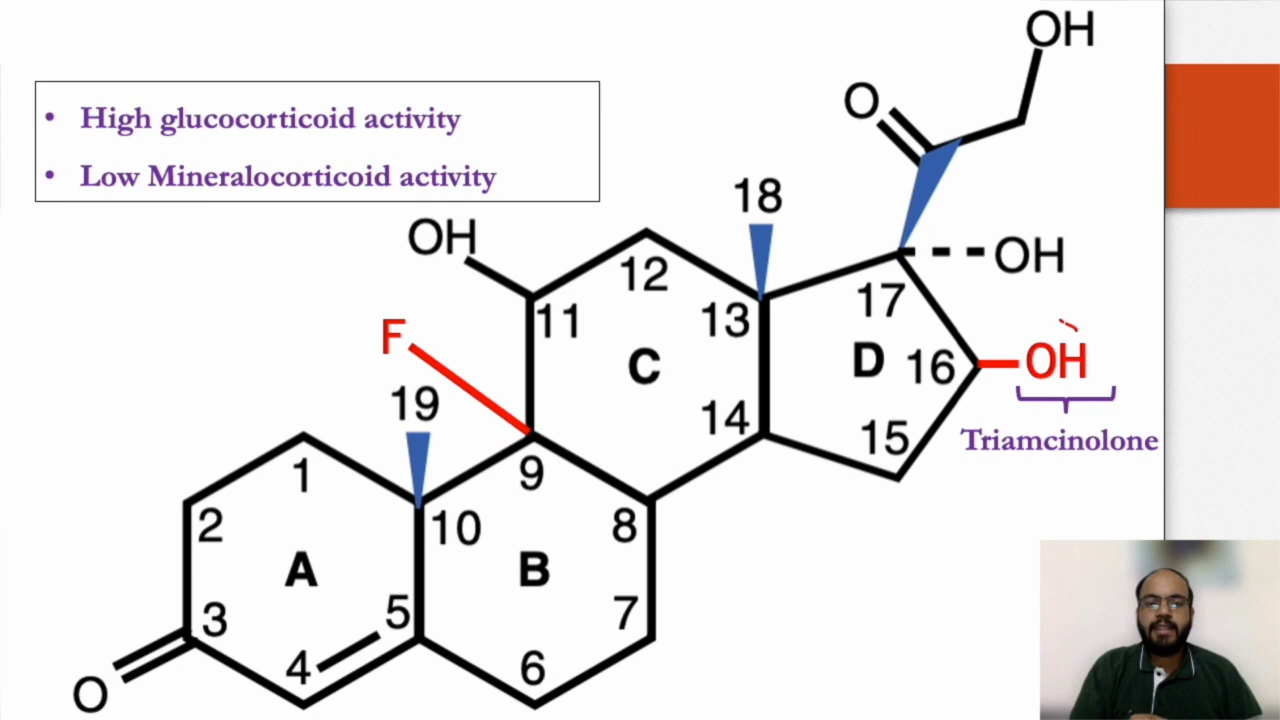 • High glucocorticoid activity
• Low Mineralocorticoid activity
OH
O
18
OH
12
OH
17
11
13
F
OH
C
D
16
19
14
15
Triamcinolone
1
9
2
10
8
A
B
3
5
7
4
6
O